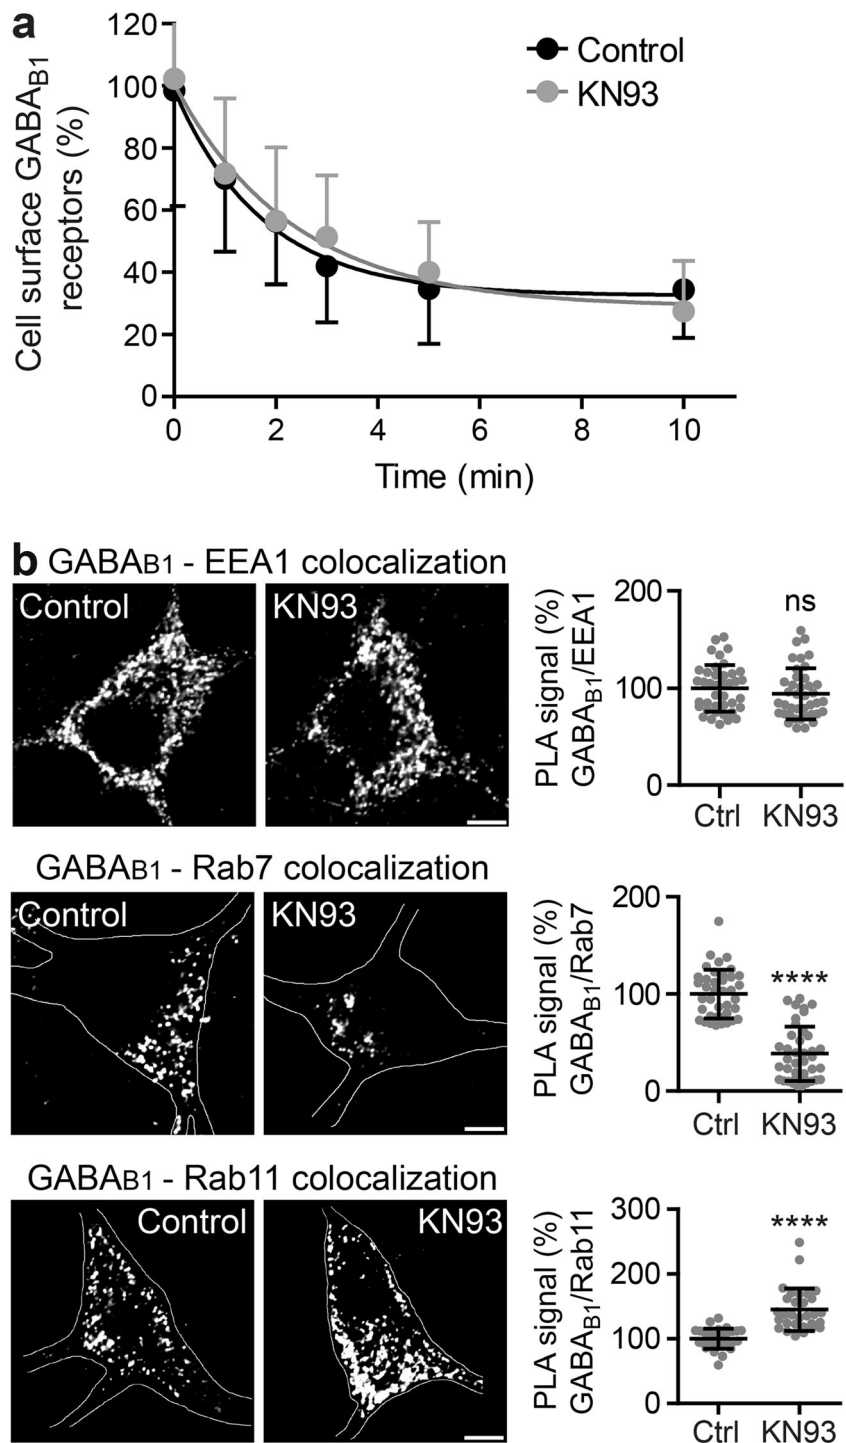 a
Cell surface GABAB1
receptors (%)
120
100
80
60
40
20
0
0 2 4 6 8 10
Time (min)
Control
KN93
b GABAB1 - EEA1 colocalization
Control KN93
PLA signal (%)
GABAB1/EEA1
200
100
0
ns
Ctrl KN93
GABAB1 - Rab7 colocalization
Control KN93
PLA signal (%)
GABAB1/Rab7
200
100
0
****
Ctrl KN93
GABAB1 - Rab11 colocalization
Control KN93
PLA signal (%)
GABAB1/Rab11
300
200
100
0
****
Ctrl KN93